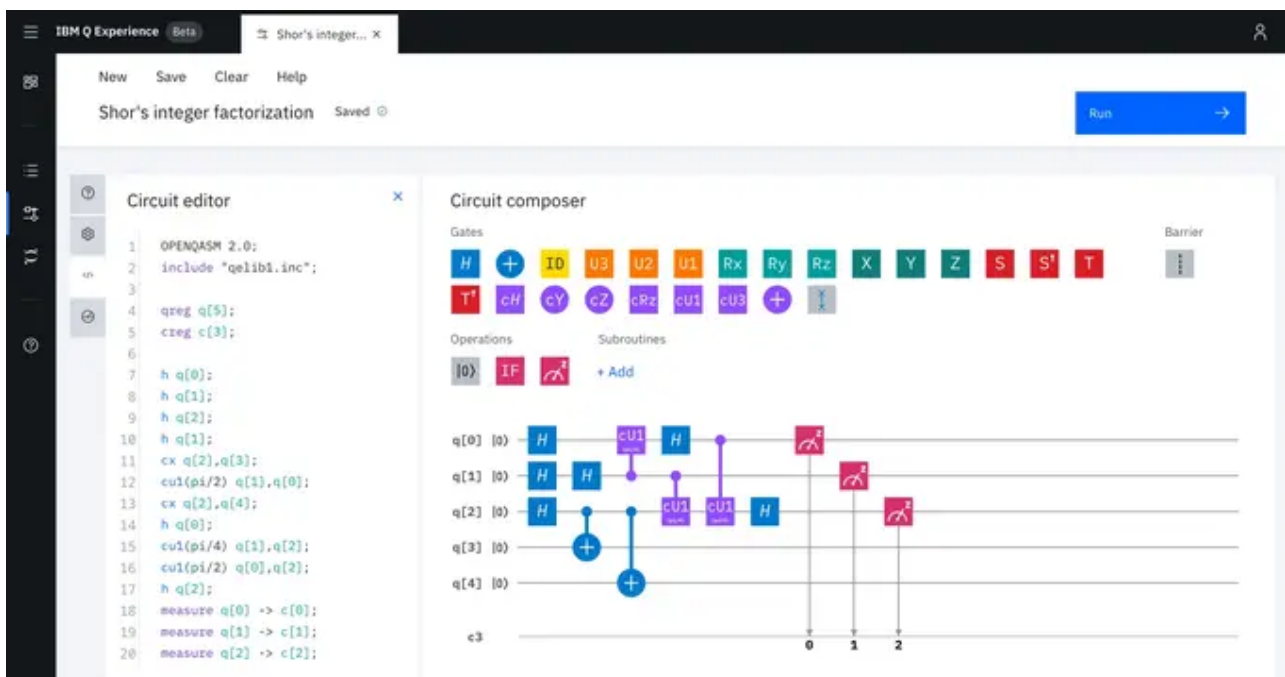 IBM Q Experience Beta
Shor's integer... ×
New Save Clear Help
Shor's integer factorization Saved
Run →
Circuit editor ×
1 OPENQASM 2.0;
2 include "qelib1.inc";
3
4 qreg q[5];
5 creg c[3];
6
7 h q[0];
8 h q[1];
9 h q[2];
10 h q[1];
11 cx q[2],q[3];
12 cu1(pi/2) q[1],q[0];
13 cx q[2],q[4];
14 h q[0];
15 cu1(pi/4) q[1],q[2];
16 cu1(pi/2) q[0],q[2];
17 h q[2];
18 measure q[0] -> c[0];
19 measure q[1] -> c[1];
20 measure q[2] -> c[2];
Circuit composer
Gates Barrier
H + ID U3 U2 U1 Rx Ry Rz X Y Z S S† T
T† cH cY cZ cRz cU1 cU3 +
Operations Subroutines
|0⟩ IF z + Add
q[0] |0⟩ H cU1 H z
q[1] |0⟩ H H z
q[2] |0⟩ H cU1 cU1 H z
q[3] |0⟩ +
q[4] |0⟩ +
c3
0 1 2